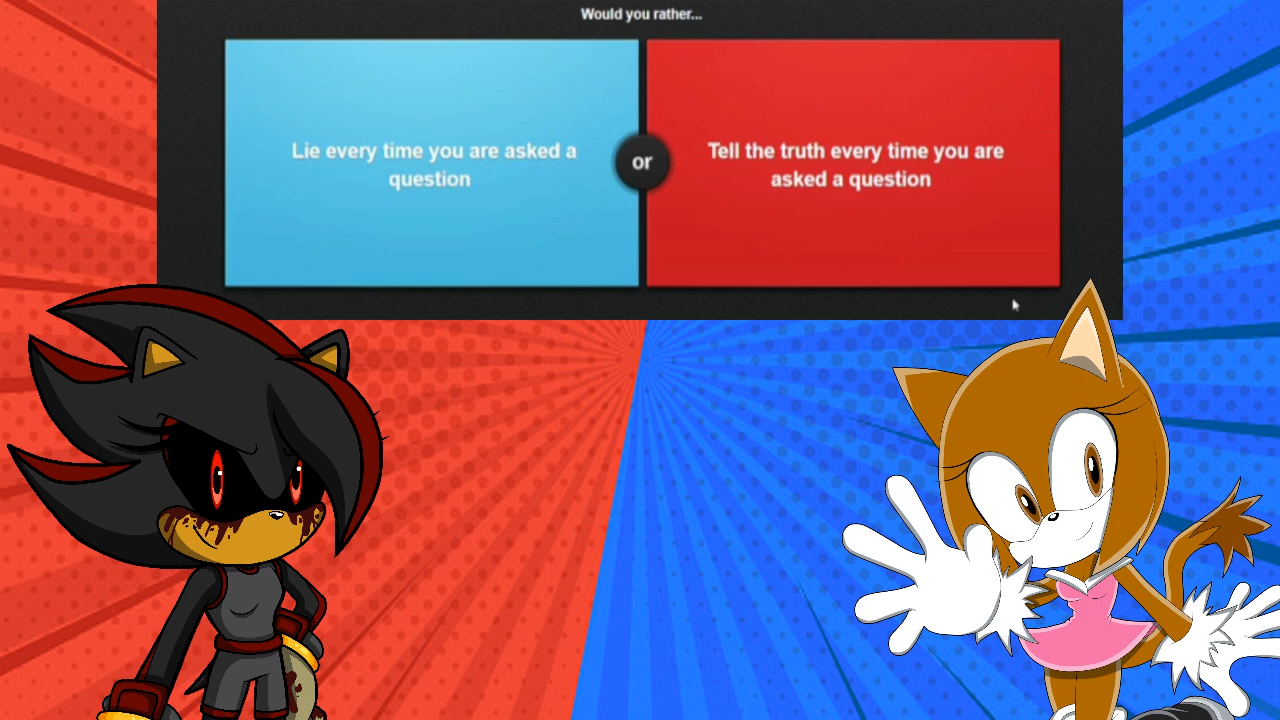 Would you rather...
Lie every time you are asked a
question
or
Tell the truth every time you are
asked a question